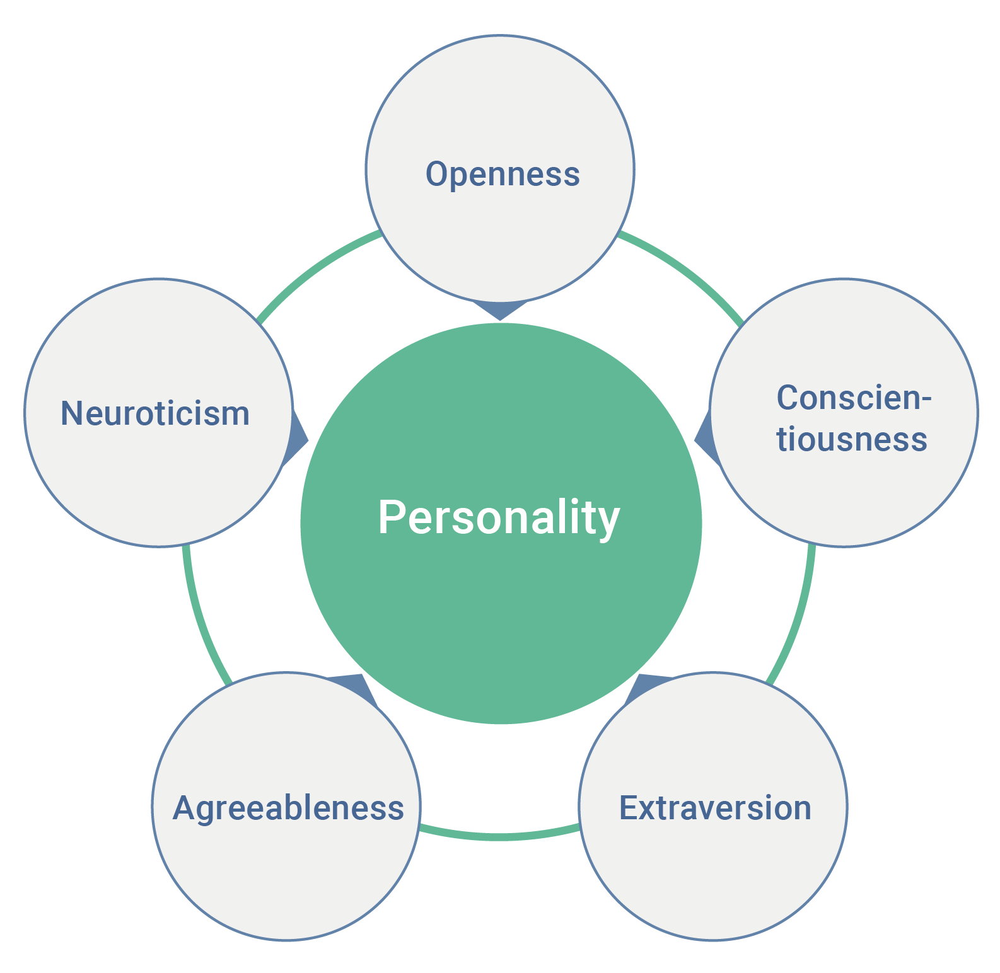 Openness
Neuroticism
Conscien-
tiousness
Personality
Agreeableness
Extraversion